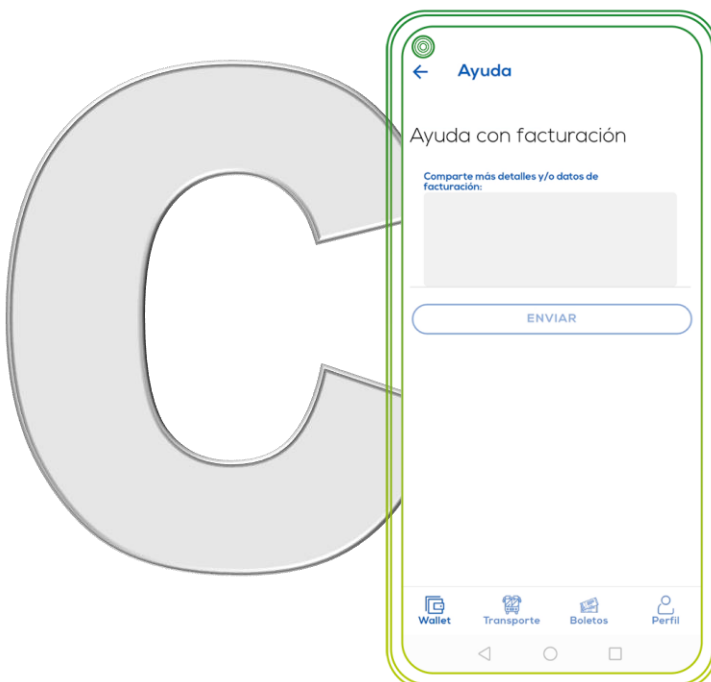 C
Ayuda
Ayuda con facturación
Comparte más detalles y/o datos de
facturación:
ENVIAR
Wallet Transporte Boletos Perfil